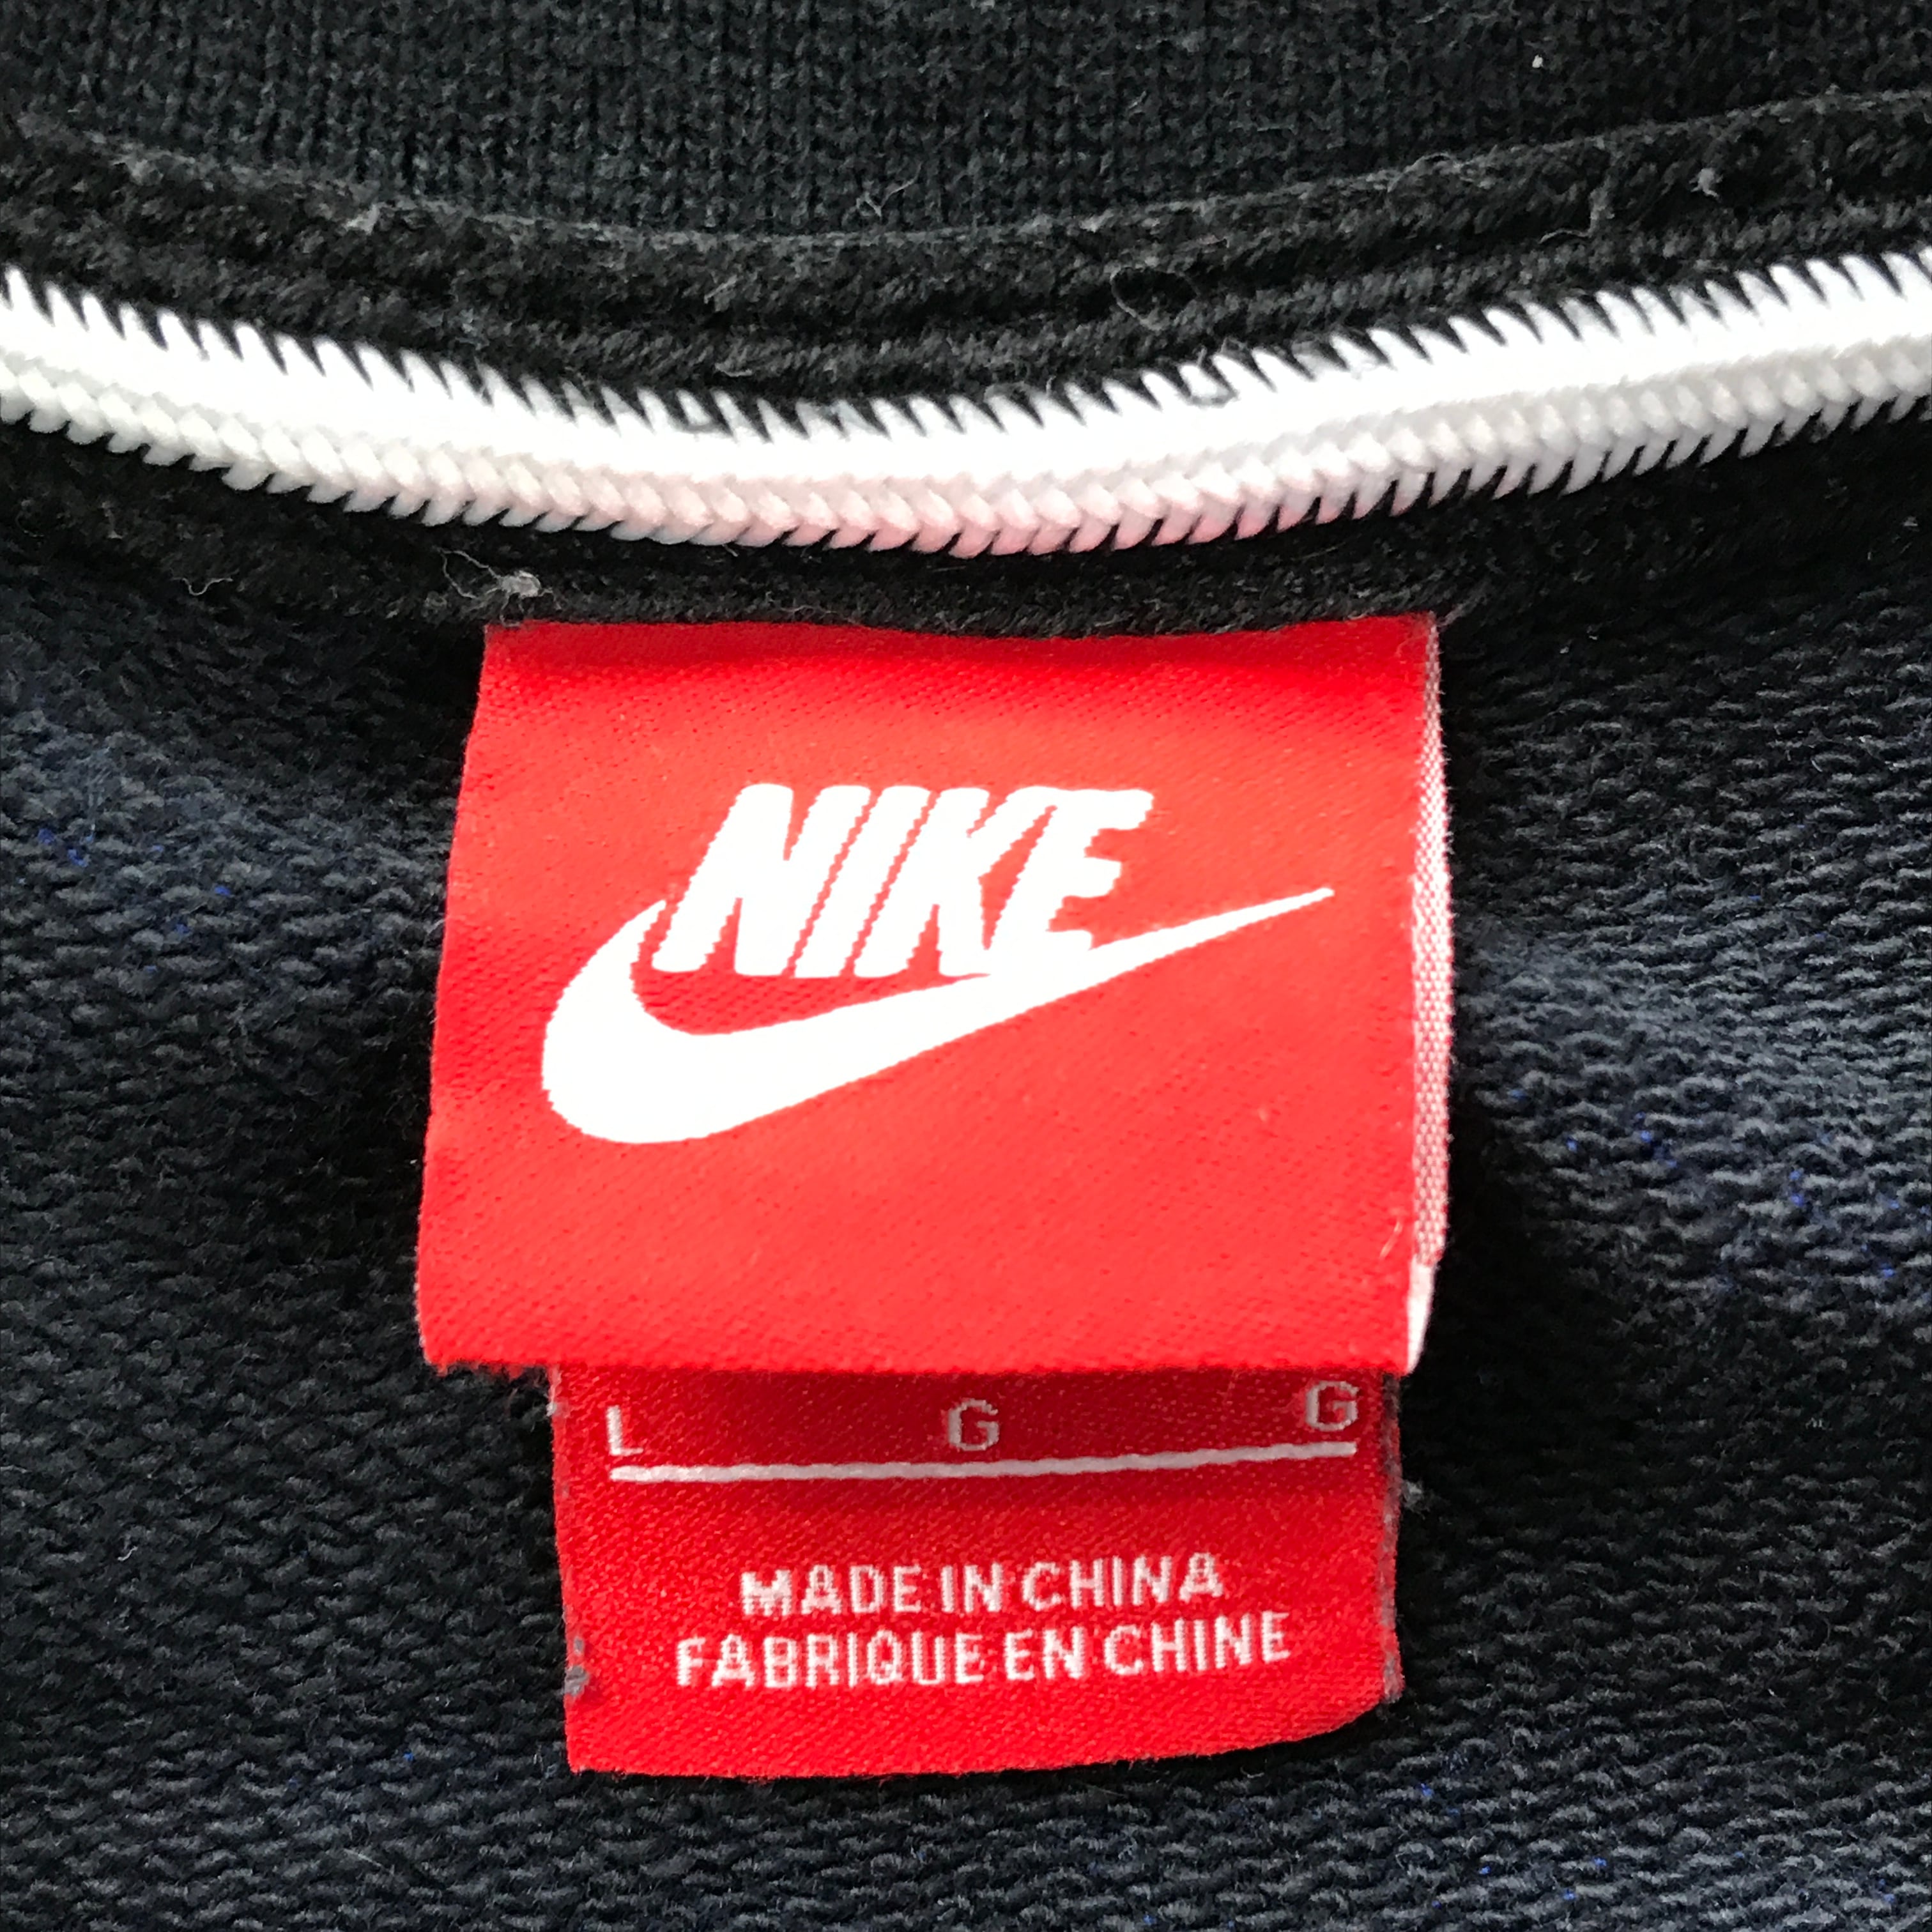 NIKE
L G G
MADE IN CHINA
FABRIQUE EN CHINE